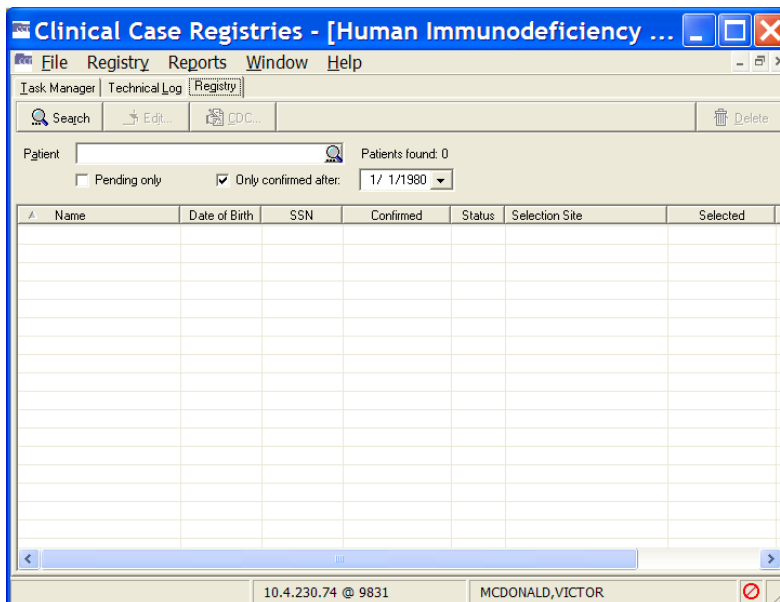 Clinical Case Registries - [Human Immunodeficiency ...
File Registry Reports Window Help
Task Manager Technical Log Registry
Search Edit... CDC... Delete
Patient Patients found: 0
Pending only Only confirmed after: 1/ 1/1980
Name Date of Birth SSN Confirmed Status Selection Site Selected
10.4.230.74 @ 9831 MCDONALD,VICTOR